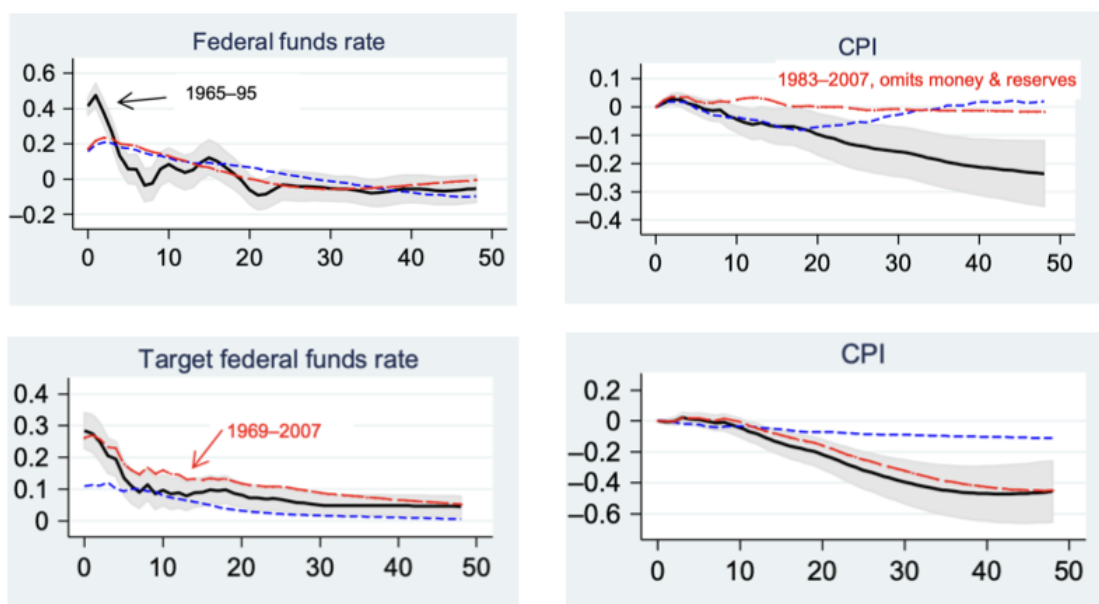 Federal funds rate
0.6
0.4
0.2
0
–0.2
1965–95
0 10 20 30 40 50
CPI
0.1
0
–0.1
–0.2
–0.3
–0.4
1983–2007, omits money & reserves
0 10 20 30 40 50
Target federal funds rate
0.4
0.3
0.2
0.1
0
1969–2007
0 10 20 30 40 50
CPI
0.2
0
–0.2
–0.4
–0.6
0 10 20 30 40 50